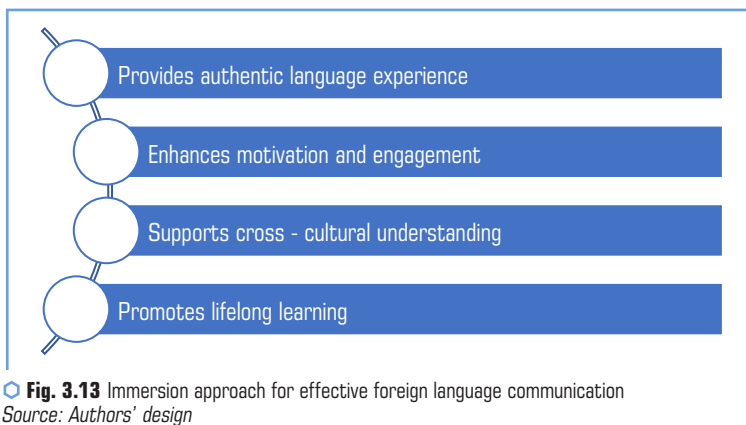 Provides authentic language experience
Enhances motivation and engagement
Supports cross - cultural understanding
Promotes lifelong learning
Fig. 3.13 Immersion approach for effective foreign language communication
Source: Authors' design